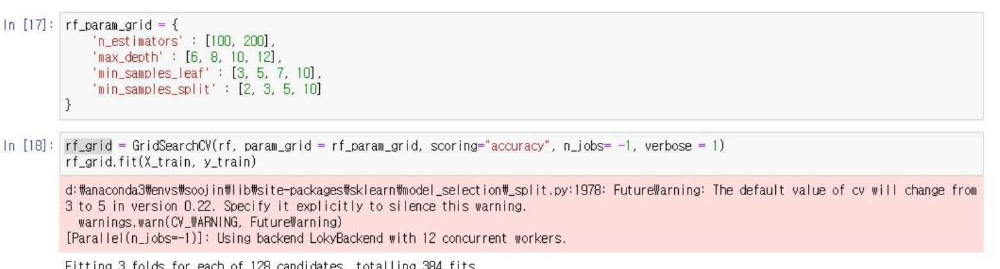 In [17]: rf_param_grid = {
'n_estimators' : [100, 200],
'max_depth' : [6, 8, 10, 12],
'min_samples_leaf' : [3, 5, 7, 10],
'min_samples_split' : [2, 3, 5, 10]
}
In [18]: rf_grid = GridSearchCV(rf, param_grid = rf_param_grid, scoring="accuracy", n_jobs= -1, verbose = 1)
rf_grid.fit(X_train, y_train)
d:₩anaconda3₩envs₩soojin₩lib₩site-packages₩sklearn₩model_selection₩_split.py:1978: FutureWarning: The default value of cv will change from
3 to 5 in version 0.22. Specify it explicitly to silence this warning.
warnings.warn(CV_WARNING, FutureWarning)
[Parallel(n_jobs=-1)]: Using backend LokyBackend with 12 concurrent workers.
Fitting 3 folds for each of 128 candidates, totalling 384 fits